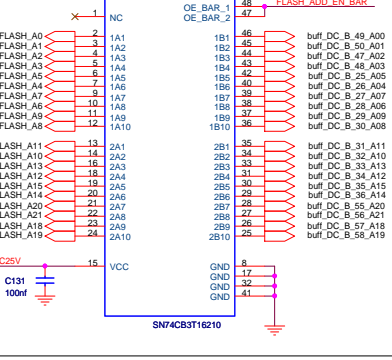 48 FLASH_ADD_EN_BAR
OE_BAR_1
1 NC OE_BAR_2 47
FLASH_A0 2 1A1 1B1 46 buff_DC_B_49_A00
FLASH_A1 3 1A2 1B2 45 buff_DC_B_50_A01
FLASH_A2 4 1A3 1B3 44 buff_DC_B_47_A02
FLASH_A3 5 1A4 1B4 43 buff_DC_B_48_A03
FLASH_A5 6 1A5 1B5 42 buff_DC_B_25_A05
FLASH_A4 7 1A6 1B6 40 buff_DC_B_26_A04
FLASH_A7 9 1A7 1B7 39 buff_DC_B_27_A07
FLASH_A6 10 1A8 1B8 38 buff_DC_B_28_A06
FLASH_A9 11 1A9 1B9 37 buff_DC_B_29_A09
FLASH_A8 12 1A10 1B10 36 buff_DC_B_30_A08
LASH_A11 13 2A1 2B1 35 buff_DC_B_31_A11
LASH_A10 14 2A2 2B2 34 buff_DC_B_32_A10
LASH_A13 16 2A3 2B3 33 buff_DC_B_33_A13
LASH_A12 18 2A4 2B4 31 buff_DC_B_34_A12
LASH_A15 19 2A5 2B5 30 buff_DC_B_35_A15
LASH_A14 20 2A6 2B6 29 buff_DC_B_36_A14
LASH_A20 21 2A7 2B7 28 buff_DC_B_55_A20
LASH_A21 22 2A8 2B8 27 buff_DC_B_56_A21
LASH_A18 23 2A9 2B9 26 buff_DC_B_57_A18
LASH_A19 24 2A10 2B10 25 buff_DC_B_58_A19
C25V 15 VCC GND 8
GND 17
C131 GND 32
100nf GND 41
SN74CB3T16210